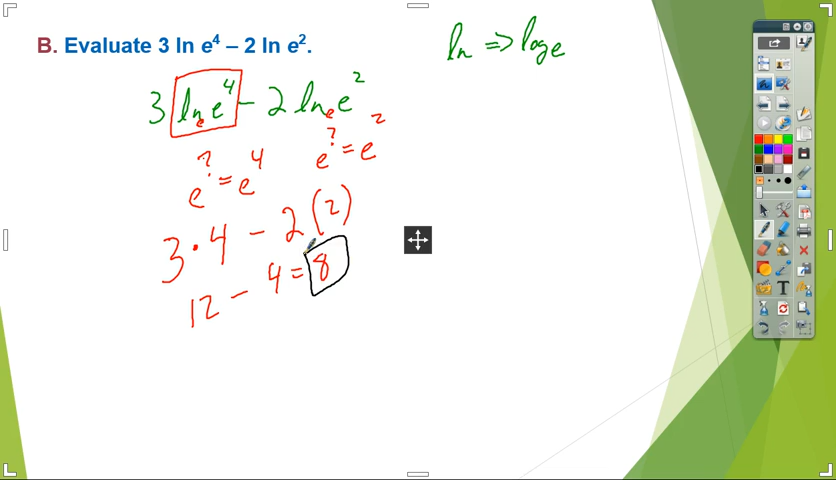 B. Evaluate 3 ln e⁴ – 2 ln e².
ln ⇒ log e
3 lnₑ e⁴ – 2 lnₑ e²
e^? = e⁴ e^? = e²
3 · 4 – 2 (2)
12 – 4 = 8
T